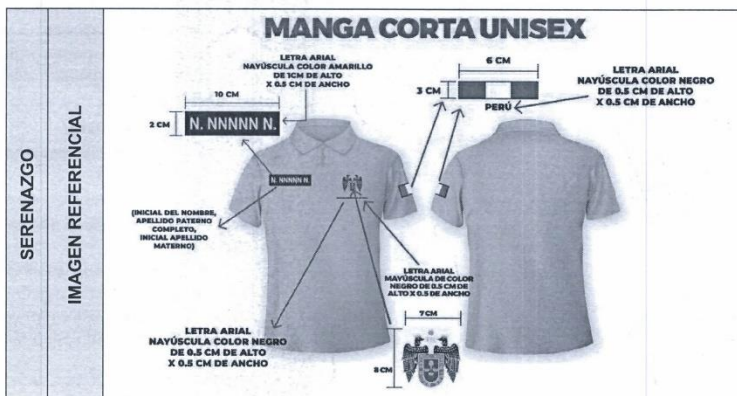 SERENAZGO
IMAGEN REFERENCIAL
MANGA CORTA UNISEX
LETRA ARIAL
NAYÚSCULA COLOR AMARILLO
DE 1CM DE ALTO
X 0.5 CM DE ANCHO
10 CM
2 CM
N. NNNNN N.
6 CM
3 CM
PERÚ
LETRA ARIAL
NAYÚSCULA COLOR NEGRO
DE 0.5 CM DE ALTO
X 0.5 CM DE ANCHO
N. NNNNN N.
(INICIAL DEL NOMBRE,
APELLIDO PATERNO
COMPLETO,
INICIAL APELLIDO
MATERNO)
LETRA ARIAL
MAYÚSCULA DE COLOR
NEGRO DE 0.5 CM DE
ALTO X 0.5 DE ANCHO
7 CM
8 CM
LETRA ARIAL
NAYÚSCULA COLOR NEGRO
DE 0.5 CM DE ALTO
X 0.5 CM DE ANCHO